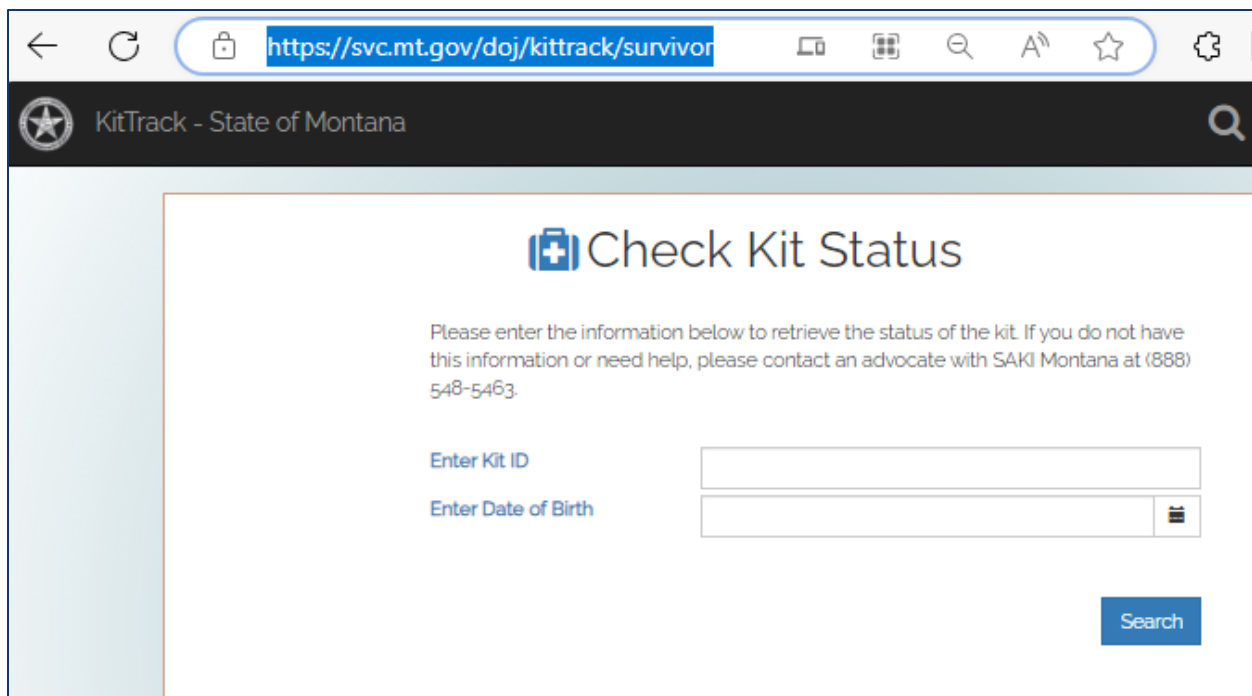 https://svc.mt.gov/doj/kittrack/survivor
KitTrack - State of Montana
Check Kit Status
Please enter the information below to retrieve the status of the kit. If you do not have
this information or need help, please contact an advocate with SAKI Montana at (888)
548-5463.
Enter Kit ID
Enter Date of Birth
Search